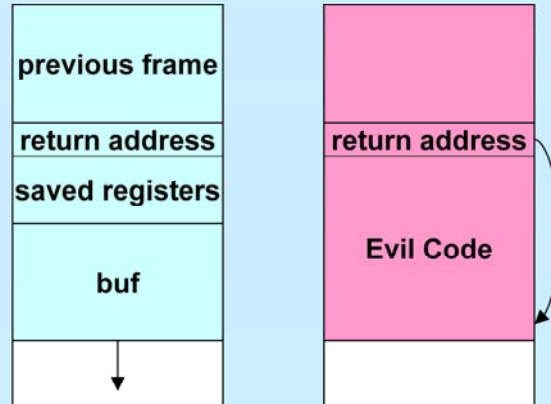 previous frame
return address
saved registers
buf
return address
Evil Code